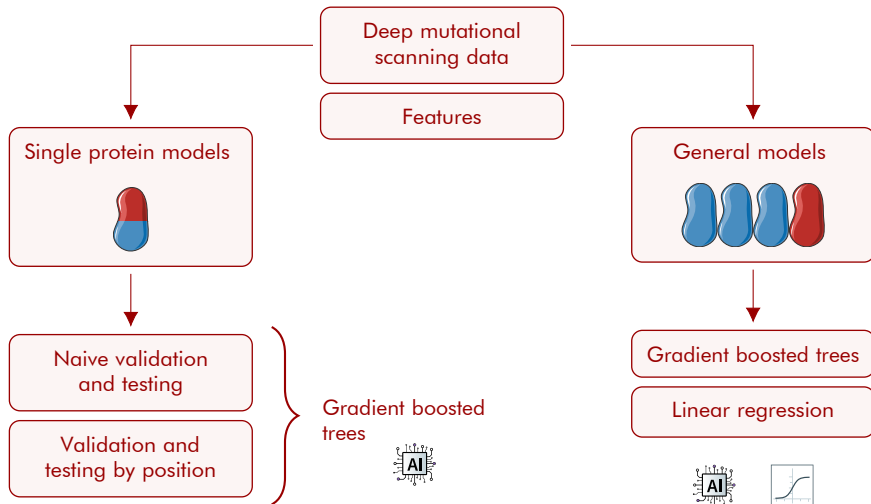 Deep mutational
scanning data
Features
Single protein models
General models
Naive validation
and testing
Validation and
testing by position
Gradient boosted
trees
AI
Gradient boosted trees
Linear regression
AI